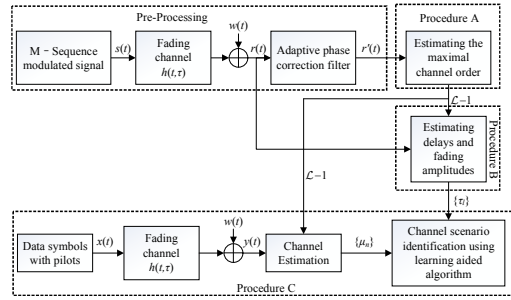 Pre-Processing
Procedure A
w(t)
M − Sequence
modulated signal
s(t)
Fading
channel
h(t,τ)
r(t)
Adaptive phase
correction filter
r'(t)
Estimating the
maximal
channel order
ℒ−1
ℒ−1
Estimating
delays and
fading
amplitudes
Procedure B
{τₗ}
w(t)
Data symbols
with pilots
x(t)
Fading
channel
h(t,τ)
y(t)
Channel
Estimation
{μₙ}
Channel scenario
identification using
learning aided
algorithm
Procedure C